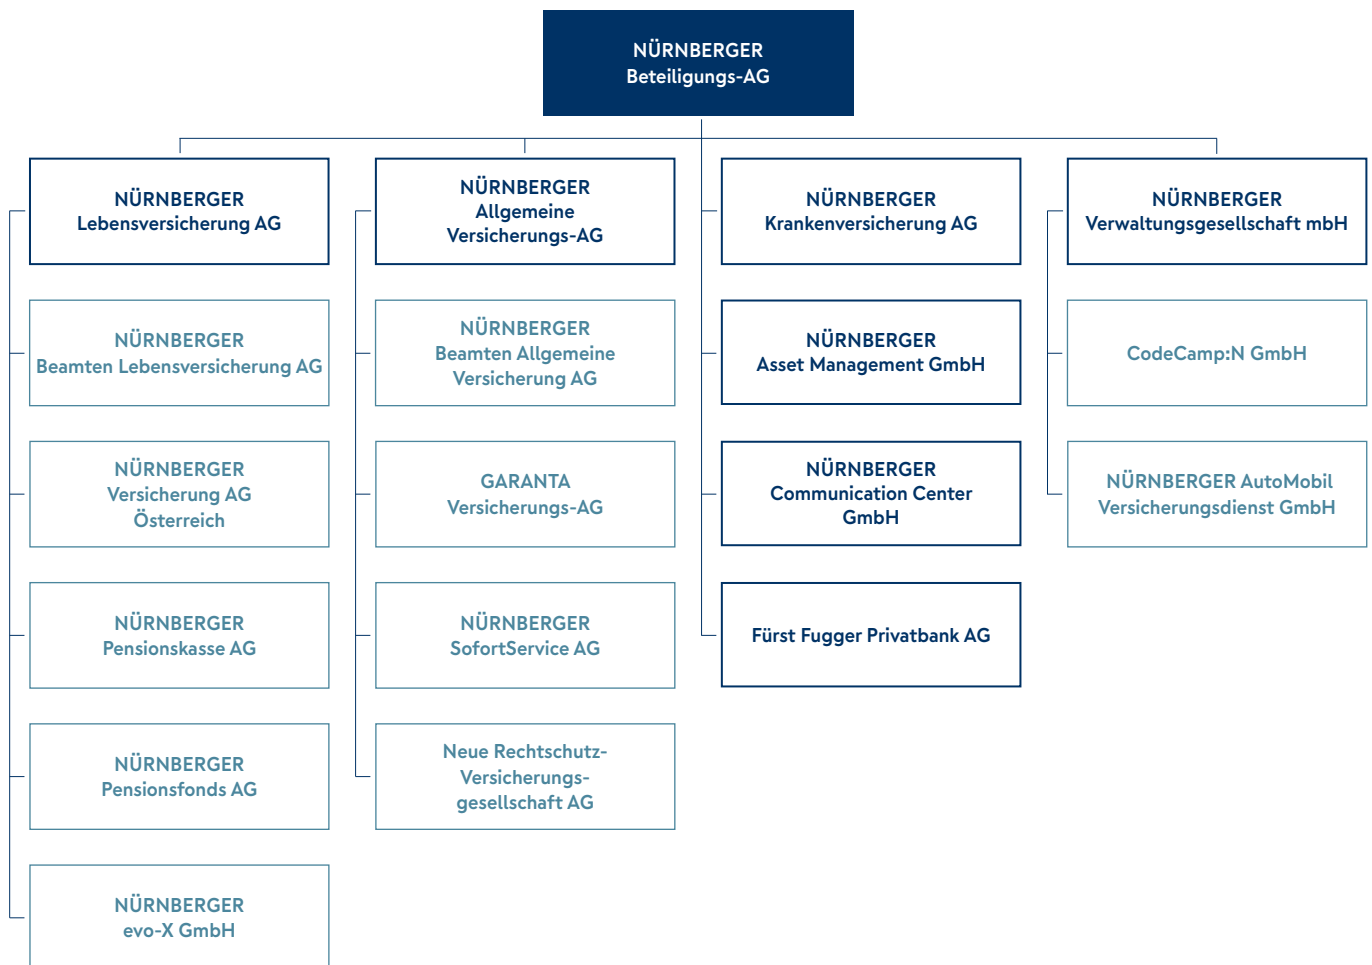 NÜRNBERGER
Beteiligungs-AG
NÜRNBERGER
Lebensversicherung AG
NÜRNBERGER
Allgemeine
Versicherungs-AG
NÜRNBERGER
Krankenversicherung AG
NÜRNBERGER
Verwaltungsgesellschaft mbH
NÜRNBERGER
Beamten Lebensversicherung AG
NÜRNBERGER
Beamten Allgemeine
Versicherung AG
NÜRNBERGER
Asset Management GmbH
CodeCamp:N GmbH
NÜRNBERGER
Versicherung AG
Österreich
GARANTA
Versicherungs-AG
NÜRNBERGER
Communication Center
GmbH
NÜRNBERGER AutoMobil
Versicherungsdienst GmbH
NÜRNBERGER
Pensionskasse AG
NÜRNBERGER
SofortService AG
Fürst Fugger Privatbank AG
NÜRNBERGER
Pensionsfonds AG
Neue Rechtschutz-
Versicherungs-
gesellschaft AG
NÜRNBERGER
evo-X GmbH